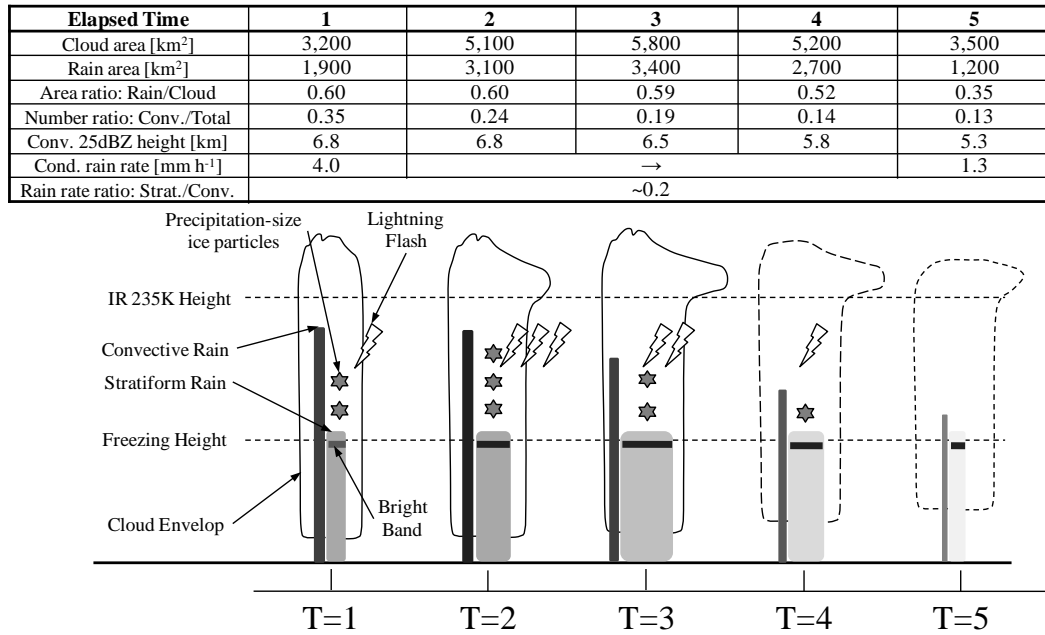 Elapsed Time 1 2 3 4 5
Cloud area [km²] 3,200 5,100 5,800 5,200 3,500
Rain area [km²] 1,900 3,100 3,400 2,700 1,200
Area ratio: Rain/Cloud 0.60 0.60 0.59 0.52 0.35
Number ratio: Conv./Total 0.35 0.24 0.19 0.14 0.13
Conv. 25dBZ height [km] 6.8 6.8 6.5 5.8 5.3
Cond. rain rate [mm h⁻¹] 4.0 → 1.3
Rain rate ratio: Strat./Conv. ~0.2
Precipitation-size
ice particles
Lightning
Flash
IR 235K Height
Convective Rain
Stratiform Rain
Freezing Height
Cloud Envelop
Bright
Band
T=1 T=2 T=3 T=4 T=5